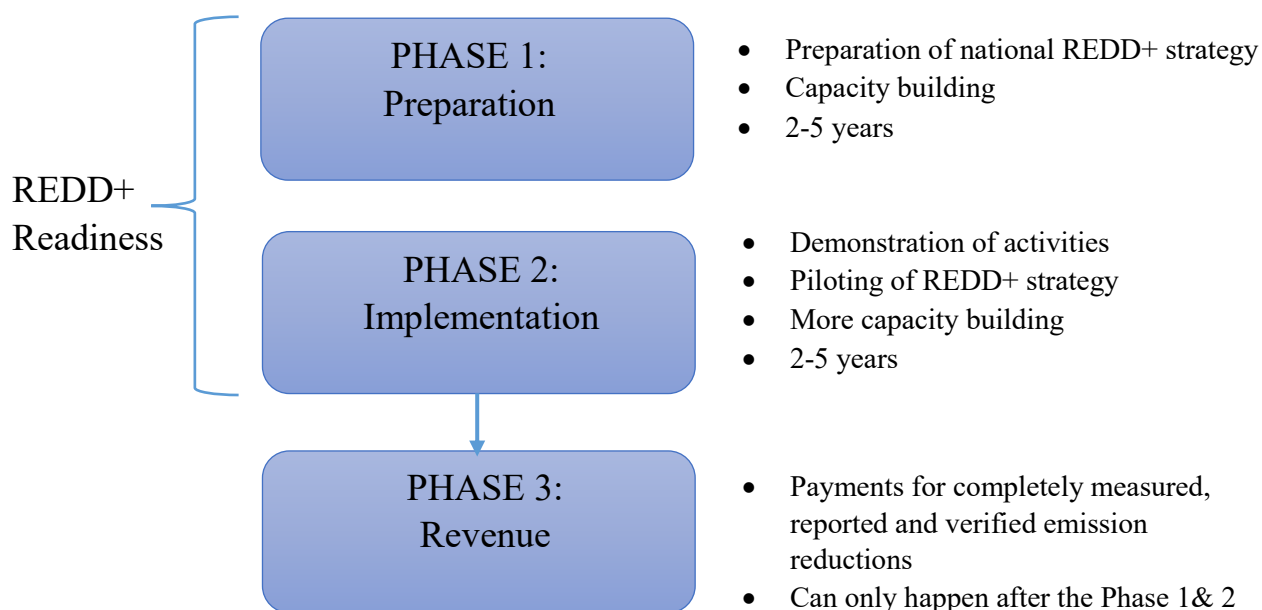 PHASE 1:
Preparation
• Preparation of national REDD+ strategy
• Capacity building
• 2-5 years
REDD+
Readiness
PHASE 2:
Implementation
• Demonstration of activities
• Piloting of REDD+ strategy
• More capacity building
• 2-5 years
PHASE 3:
Revenue
• Payments for completely measured,
reported and verified emission
reductions
• Can only happen after the Phase 1& 2